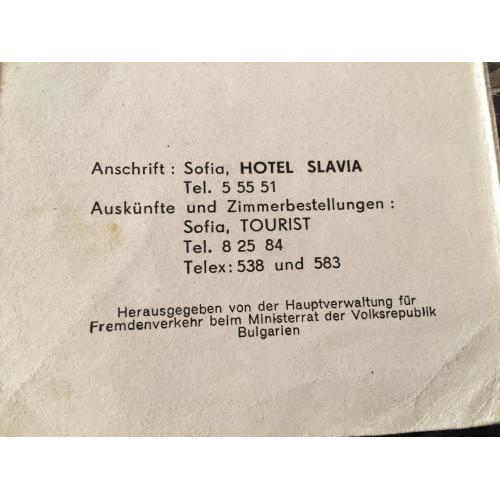 Anschrift : Sofia, HOTEL SLAVIA
Tel. 5 55 51
Auskünfte und Zimmerbestellungen :
Sofia, TOURIST
Tel. 8 25 84
Telex: 538 und 583
Herausgegeben von der Hauptverwaltung für
Fremdenverkehr beim Ministerrat der Volksrepublik
Bulgarien